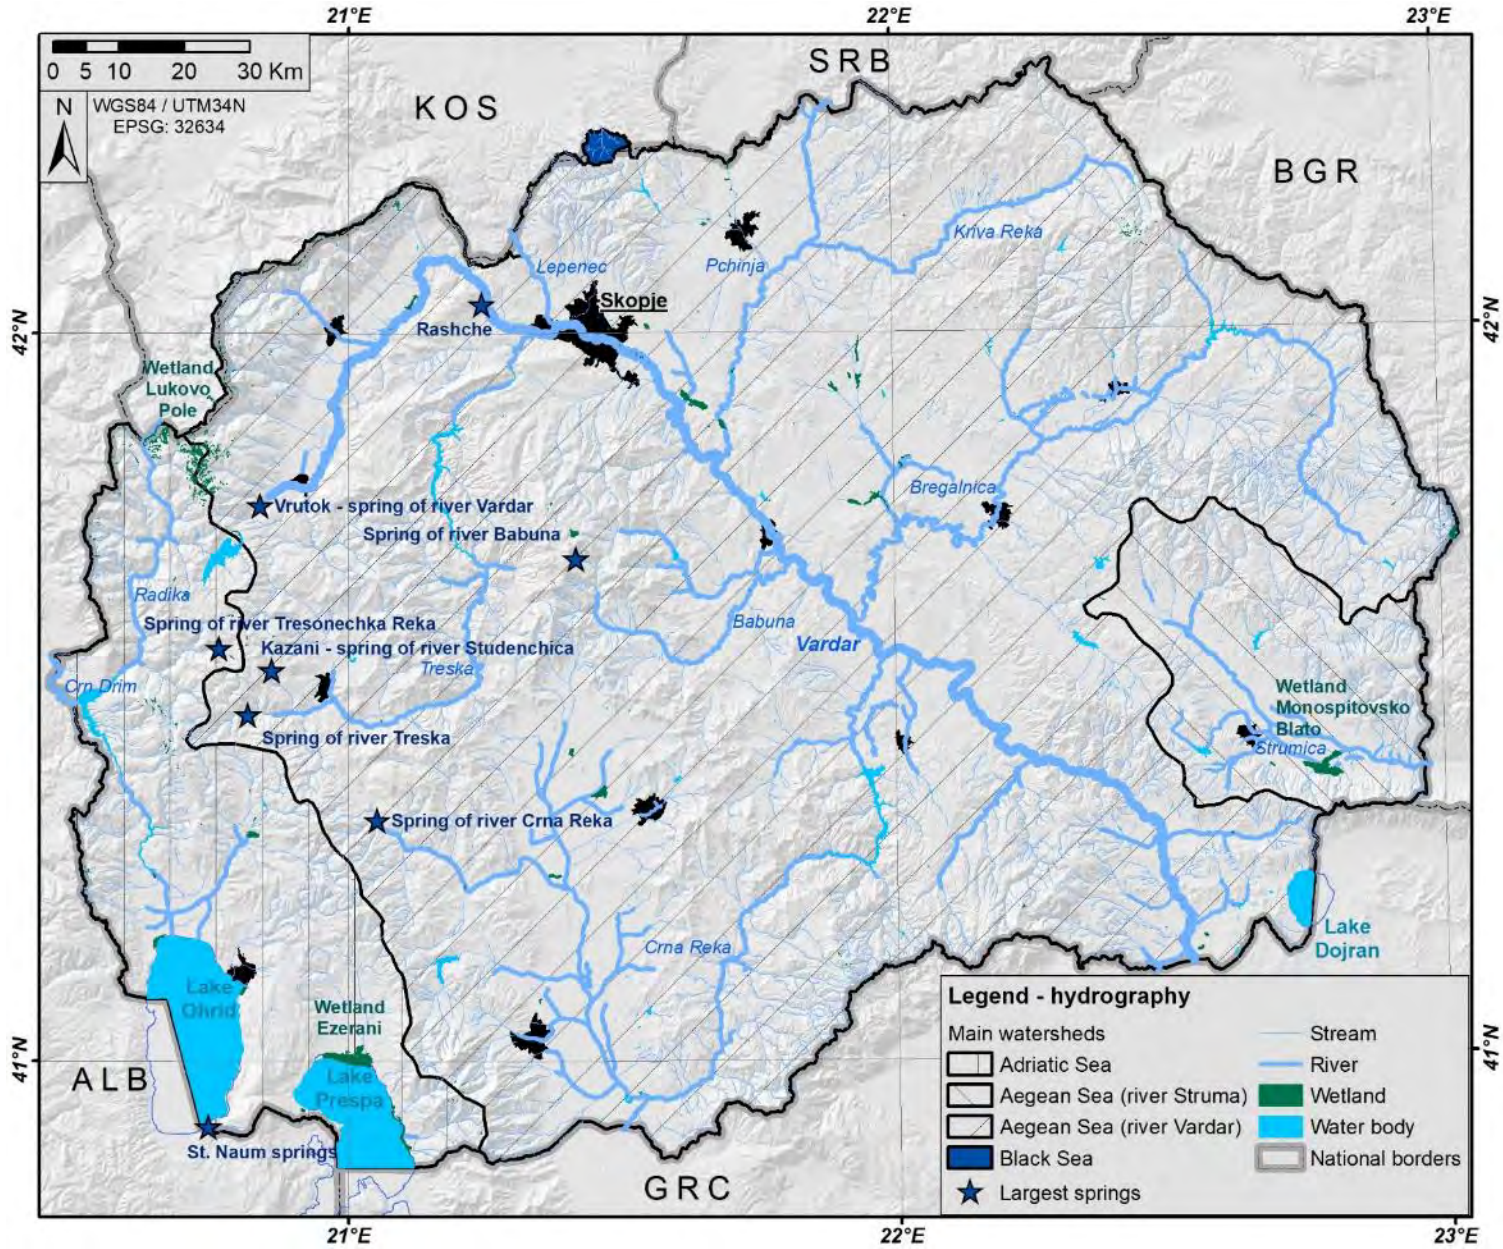 21°E
22°E
23°E
0 5 10 20 30 Km
N
WGS84 / UTM34N
EPSG: 32634
KOS
SRB
BGR
Kriva Reka
Lepenec
Pchinja
Skopje
Rashche
42°N
42°N
Wetland
Lukovo
Pole
Bregalnica
Vrutok - spring of river Vardar
Spring of river Babuna
Radika
Spring of river Tresonechka Reka
Babuna
Kazani - spring of river Studenchica
Vardar
Treska
Crn Drim
Wetland
Monospitovsko
Blato
Strumica
Spring of river Treska
Spring of river Crna Reka
Crna Reka
Lake
Dojran
Lake
Ohrid
Wetland
Ezerani
Lake
Prespa
41°N
41°N
ALB
St. Naum springs
GRC
Legend - hydrography
Main watersheds
Adriatic Sea
Aegean Sea (river Struma)
Aegean Sea (river Vardar)
Black Sea
Largest springs
Stream
River
Wetland
Water body
National borders
21°E
22°E
23°E